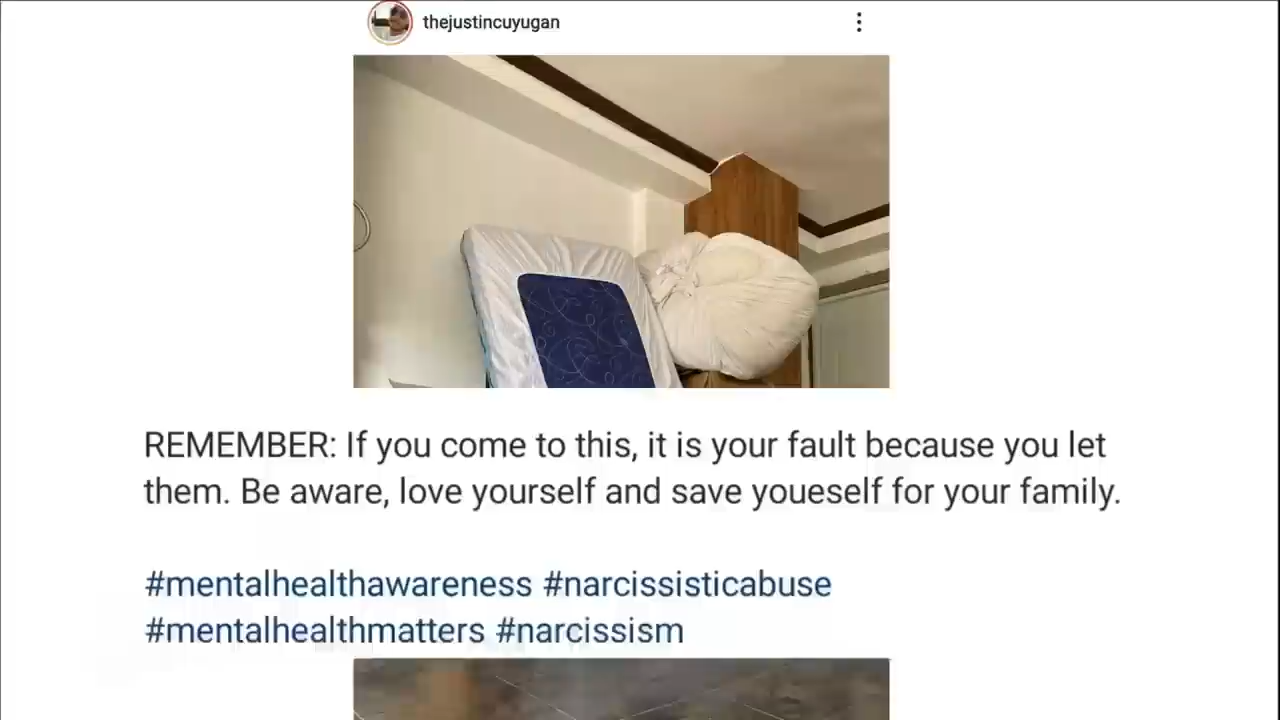 thejustincuyugan
REMEMBER: If you come to this, it is your fault because you let
them. Be aware, love yourself and save youeself for your family.
#mentalhealthawareness #narcissisticabuse
#mentalhealthmatters #narcissism